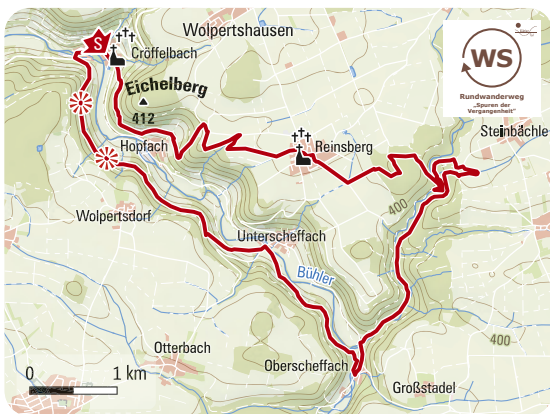 Wolpertshausen
S
Cröffelbach
Eichelberg
412
Hopfach
Reinsberg
WS
Rundwanderweg
„Spuren der
Vergangenheit"
Steinbächle
400
Wolpertsdorf
Unterscheffach
Bühler
Otterbach
Oberscheffach
400
Großstadel
0 1 km